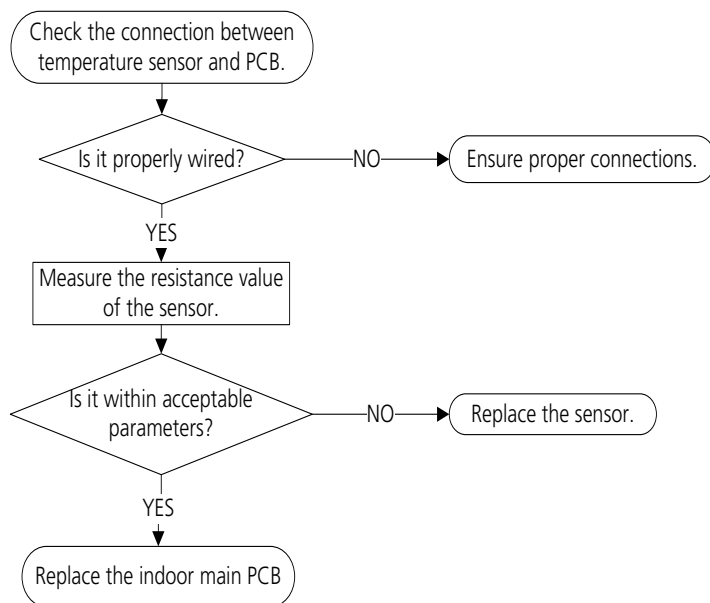 Check the connection between
temperature sensor and PCB.
Is it properly wired?
NO
Ensure proper connections.
YES
Measure the resistance value
of the sensor.
Is it within acceptable
parameters?
NO
Replace the sensor.
YES
Replace the indoor main PCB